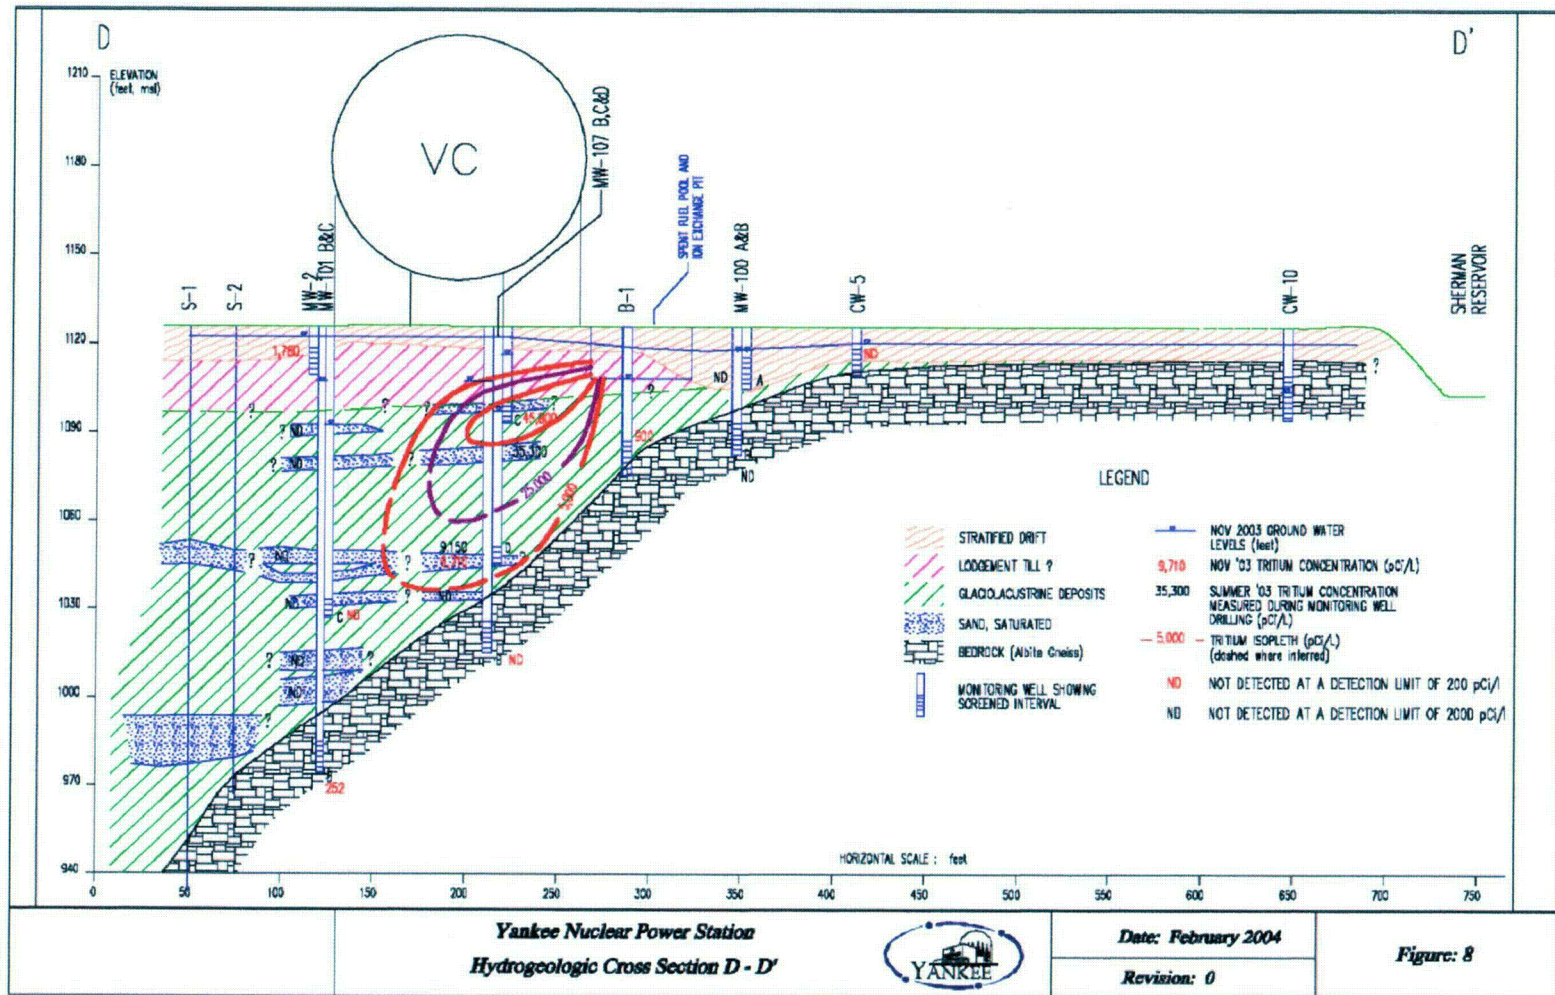 D
D'
ELEVATION
(feet, msl)
1210
1180
1150
1120
1090
1060
1030
1000
970
940
VC
S-1
S-2
MW-2
MW-101 B&C
MW-107 B,C&D
B-1
SPENT FUEL POOL AND
ION EXCHANGE PIT
MW-100 A&B
CW-5
CW-10
SHERMAN
RESERVOIR
1,780
ND
A
ND
?
?
?
?
?
?
ND
C
45,600
900
35,300
?
ND
?
?
?
25,000
5,000
ND
9,150
D
?
ND
?
?
ND
?
ND
C
ND
?
ND
?
ND
ND
?
B
252
LEGEND
STRATIFIED DRIFT
LODGEMENT TILL ?
GLACIOLACUSTRINE DEPOSITS
SAND, SATURATED
BEDROCK (Albite Gneiss)
MONITORING WELL SHOWING
SCREENED INTERVAL
NOV 2003 GROUND WATER
LEVELS (feet)
9,710 NOV '03 TRITIUM CONCENTRATION (pCi/L)
35,300 SUMMER '03 TRITIUM CONCENTRATION
MEASURED DURING MONITORING WELL
DRILLING (pCi/L)
5,000 TRITIUM ISOPLETH (pCi/L)
(dashed where inferred)
ND NOT DETECTED AT A DETECTION LIMIT OF 200 pCi/l
ND NOT DETECTED AT A DETECTION LIMIT OF 2000 pCi/l
HORIZONTAL SCALE : feet
0 50 100 150 200 250 300 350 400 450 500 550 600 650 700 750
Yankee Nuclear Power Station
Hydrogeologic Cross Section D - D'
YANKEE
Date: February 2004
Revision: 0
Figure: 8